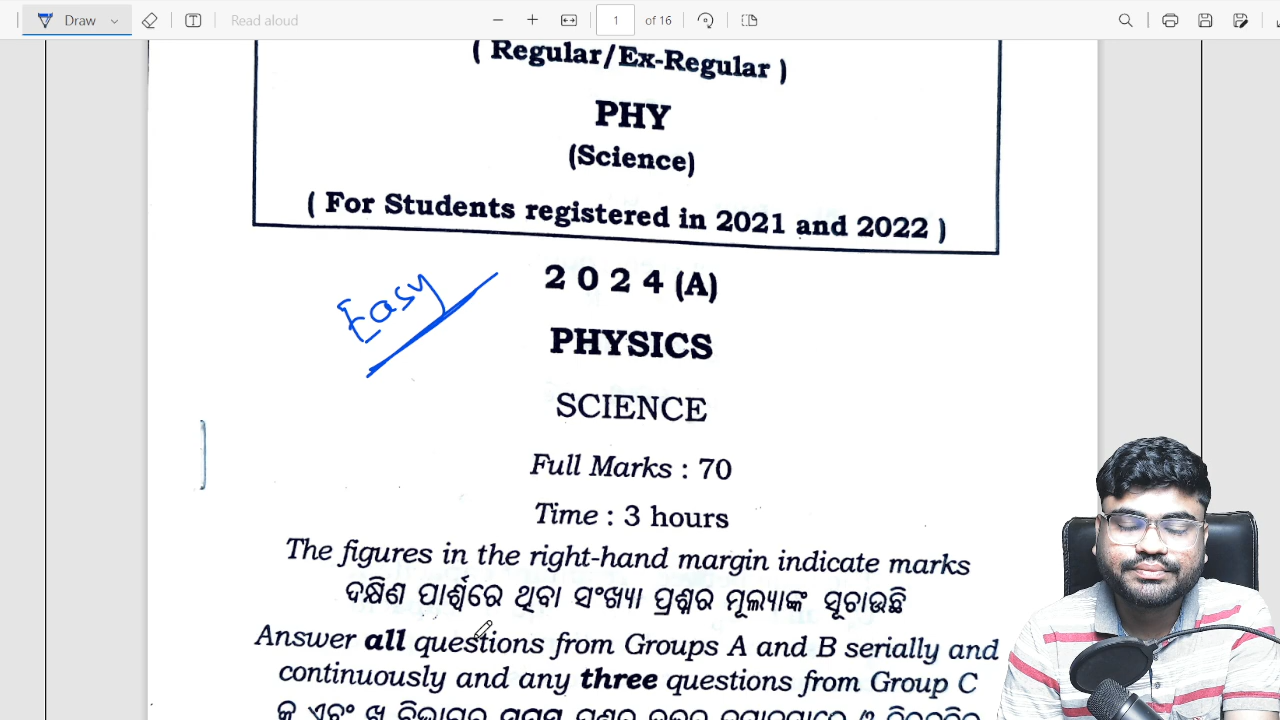 Draw
Read aloud
1 of 16
( Regular/Ex-Regular )
PHY
(Science)
( For Students registered in 2021 and 2022 )
Easy
2 0 2 4 (A)
PHYSICS
SCIENCE
Full Marks : 70
Time : 3 hours
The figures in the right-hand margin indicate marks
ଦକ୍ଷିଣ ପାର୍ଶ୍ଵରେ ଥିବା ସଂଖ୍ୟା ପ୍ରଶ୍ନର ମୂଲ୍ୟାଙ୍କ ସୂଚାଉଛି
Answer all questions from Groups A and B serially and
continuously and any three questions from Group C